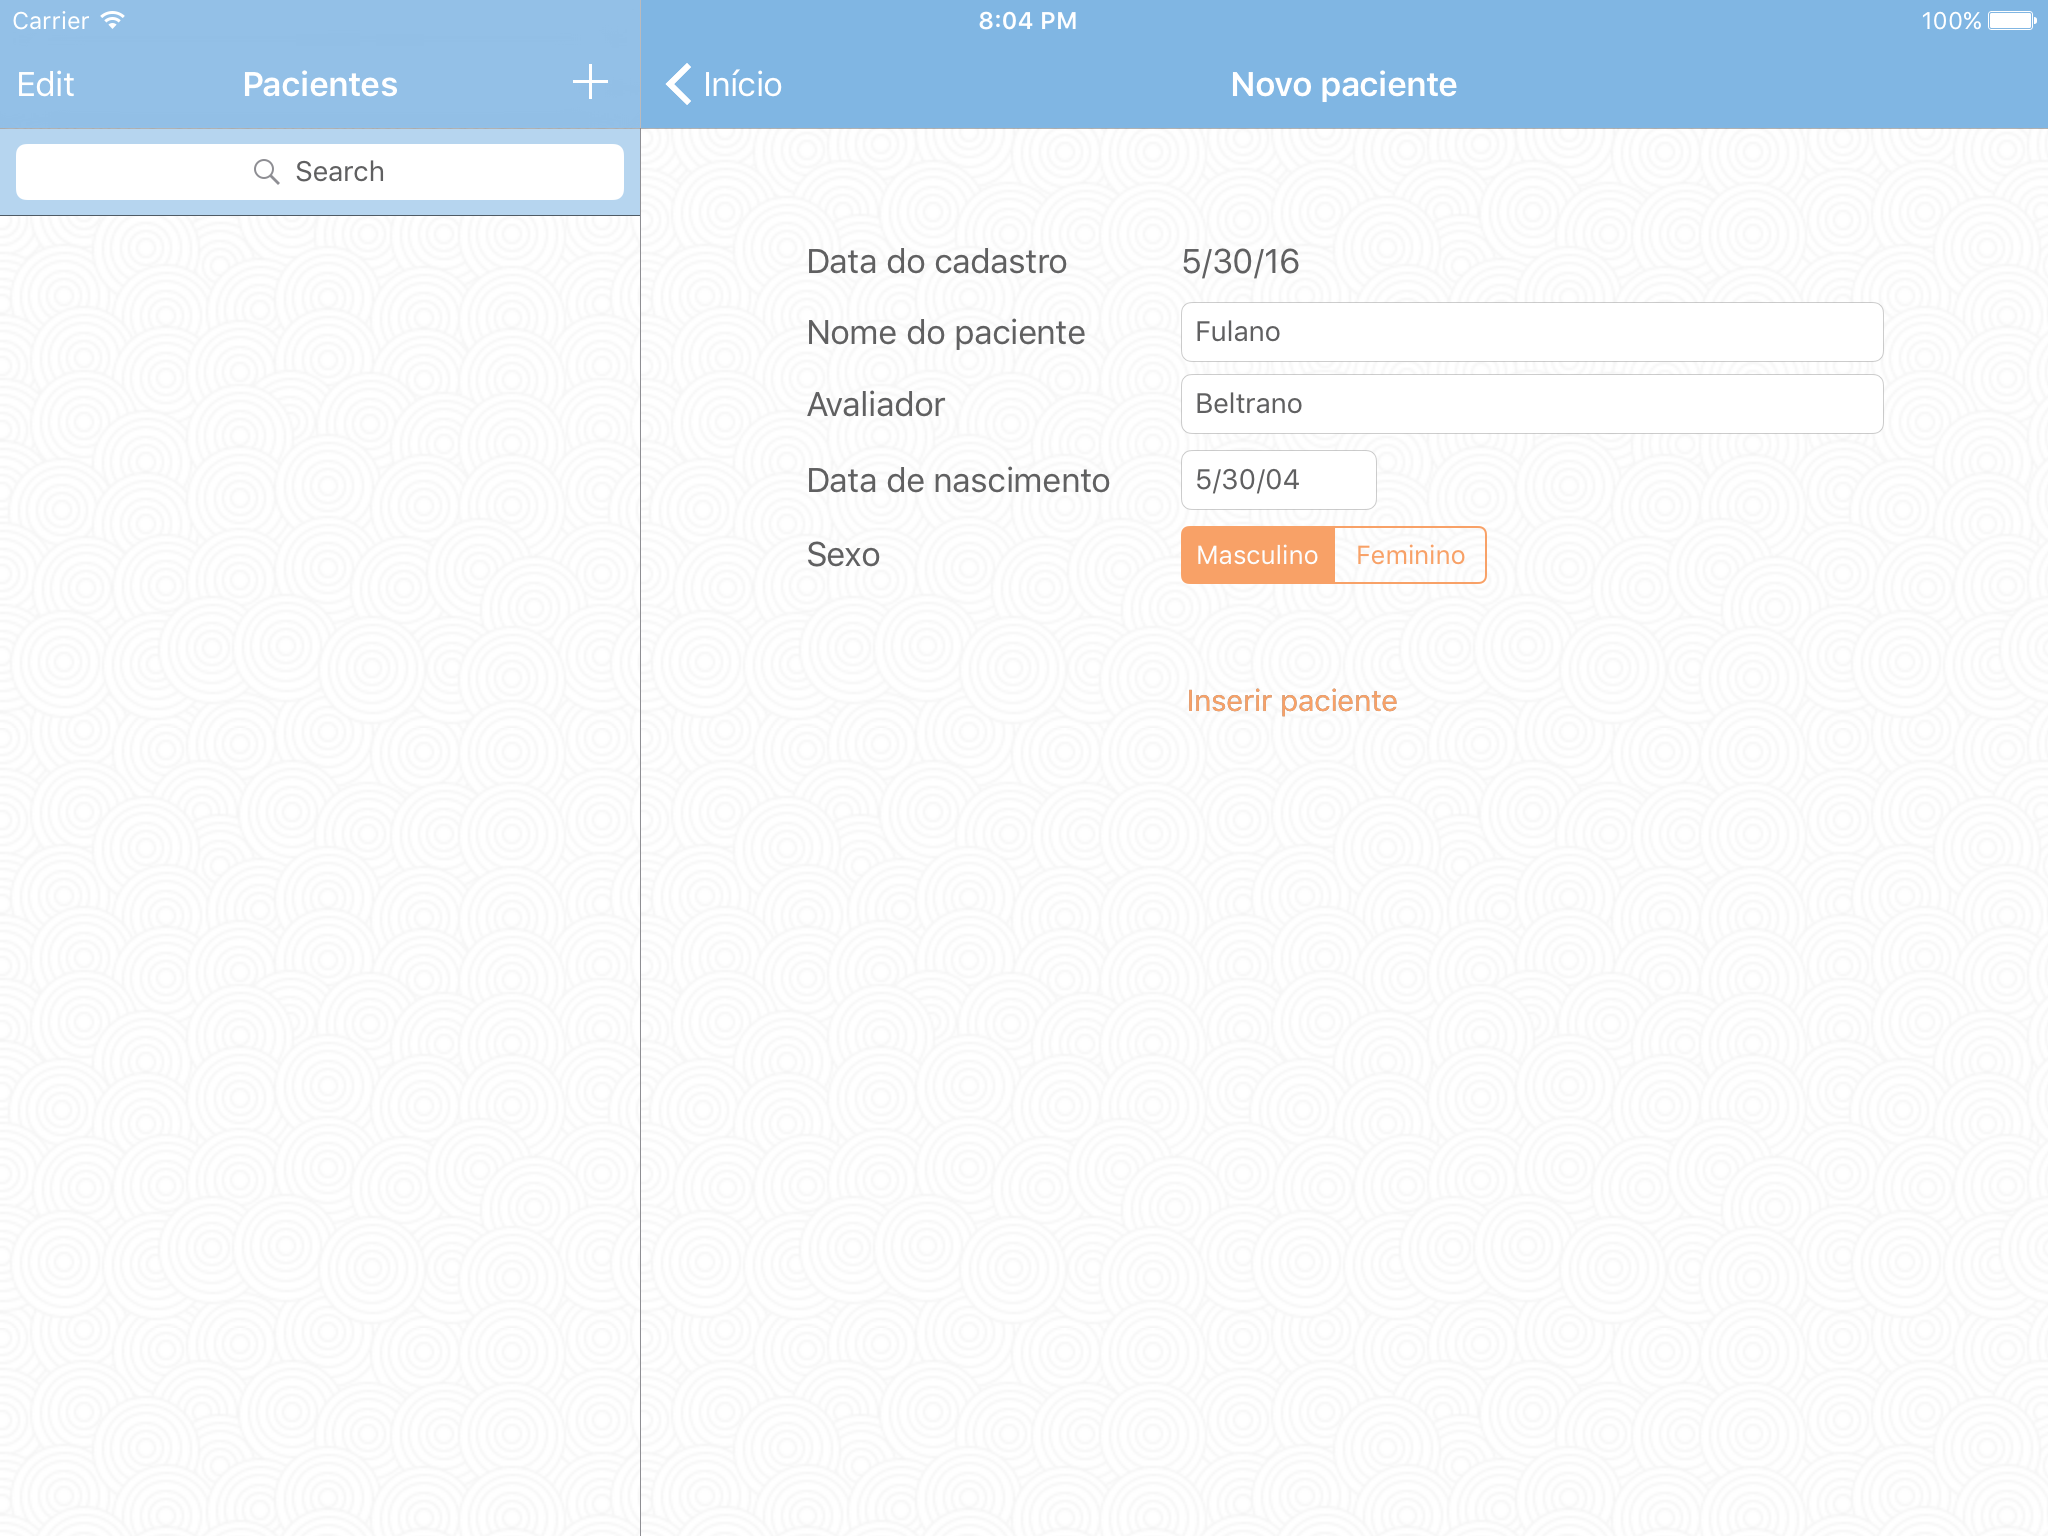 Carrier 8:04 PM 100%
Edit Pacientes
Início Novo paciente
Search
Data do cadastro 5/30/16
Nome do paciente Fulano
Avaliador Beltrano
Data de nascimento 5/30/04
Sexo Masculino Feminino
Inserir paciente